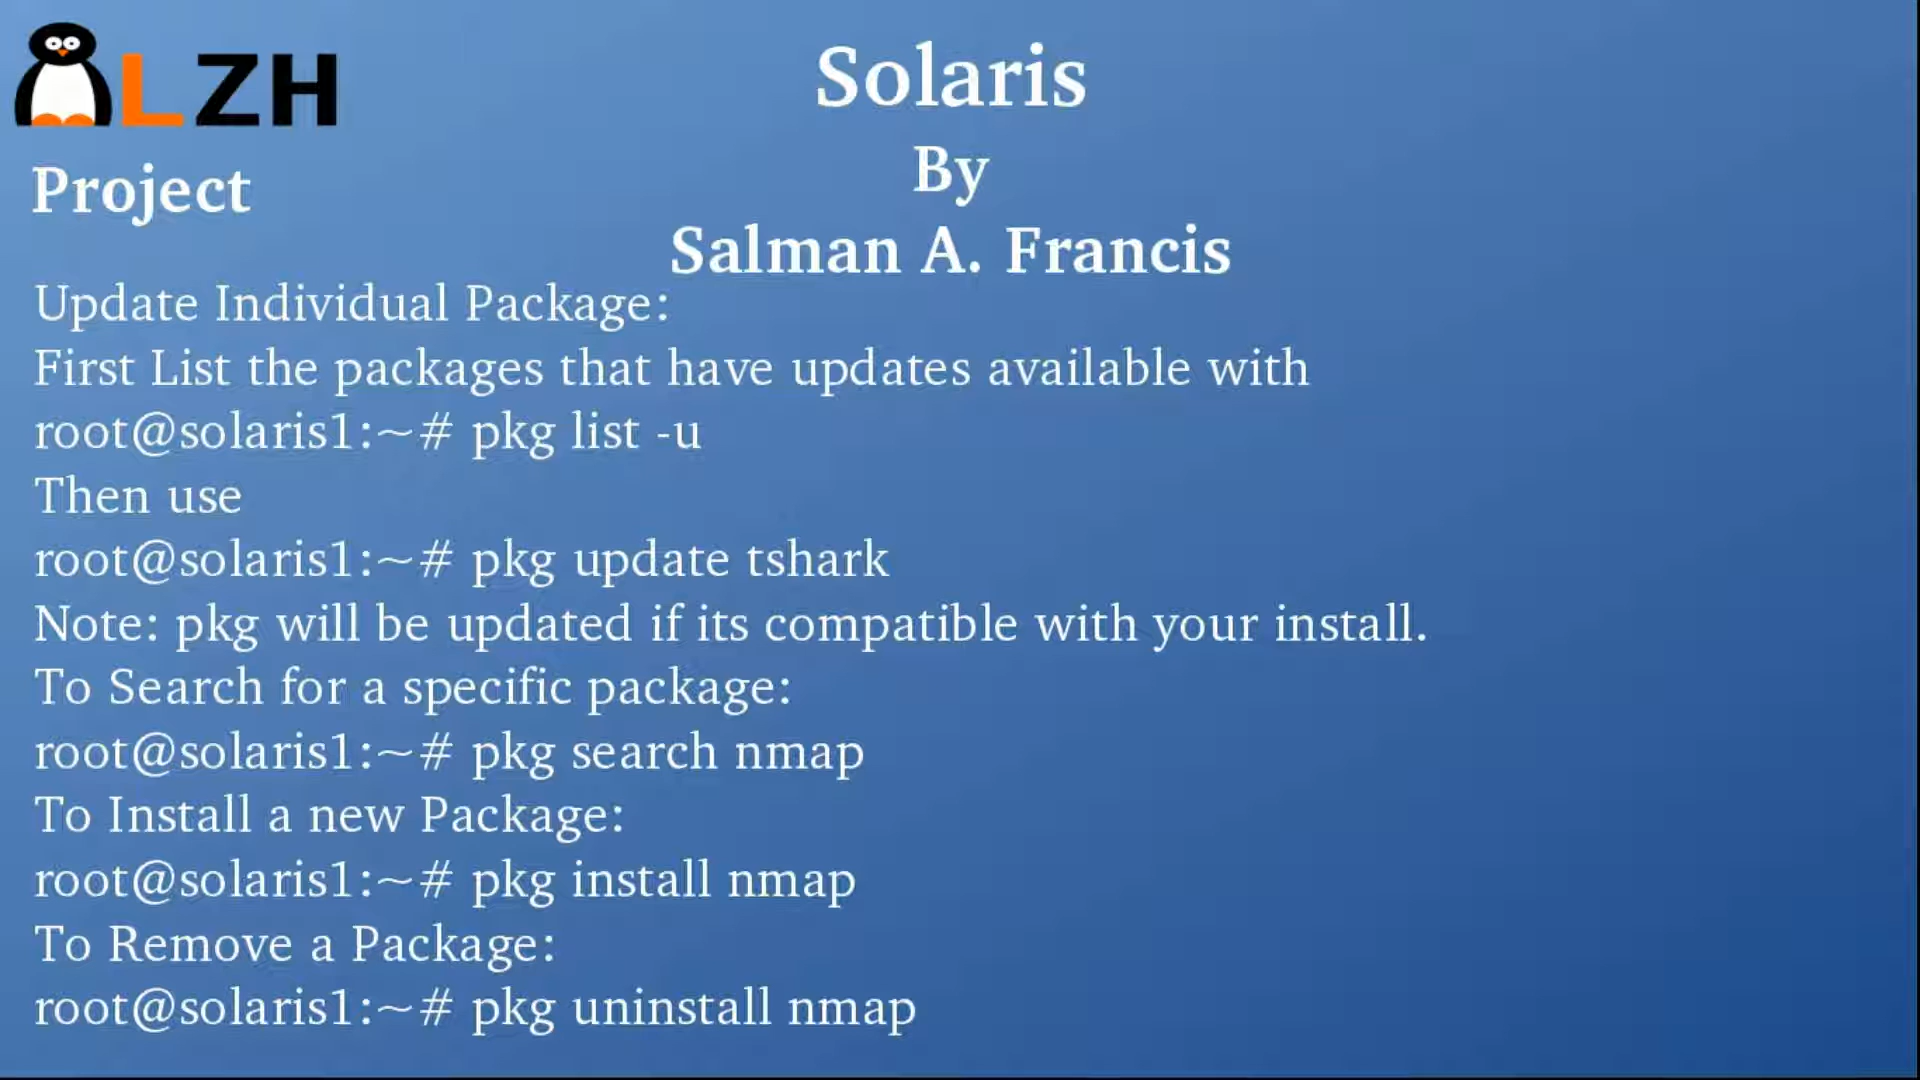 LZH
Solaris
By
Salman A. Francis
Project
Update Individual Package:
First List the packages that have updates available with
root@solaris1:~# pkg list -u
Then use
root@solaris1:~# pkg update tshark
Note: pkg will be updated if its compatible with your install.
To Search for a specific package:
root@solaris1:~# pkg search nmap
To Install a new Package:
root@solaris1:~# pkg install nmap
To Remove a Package:
root@solaris1:~# pkg uninstall nmap